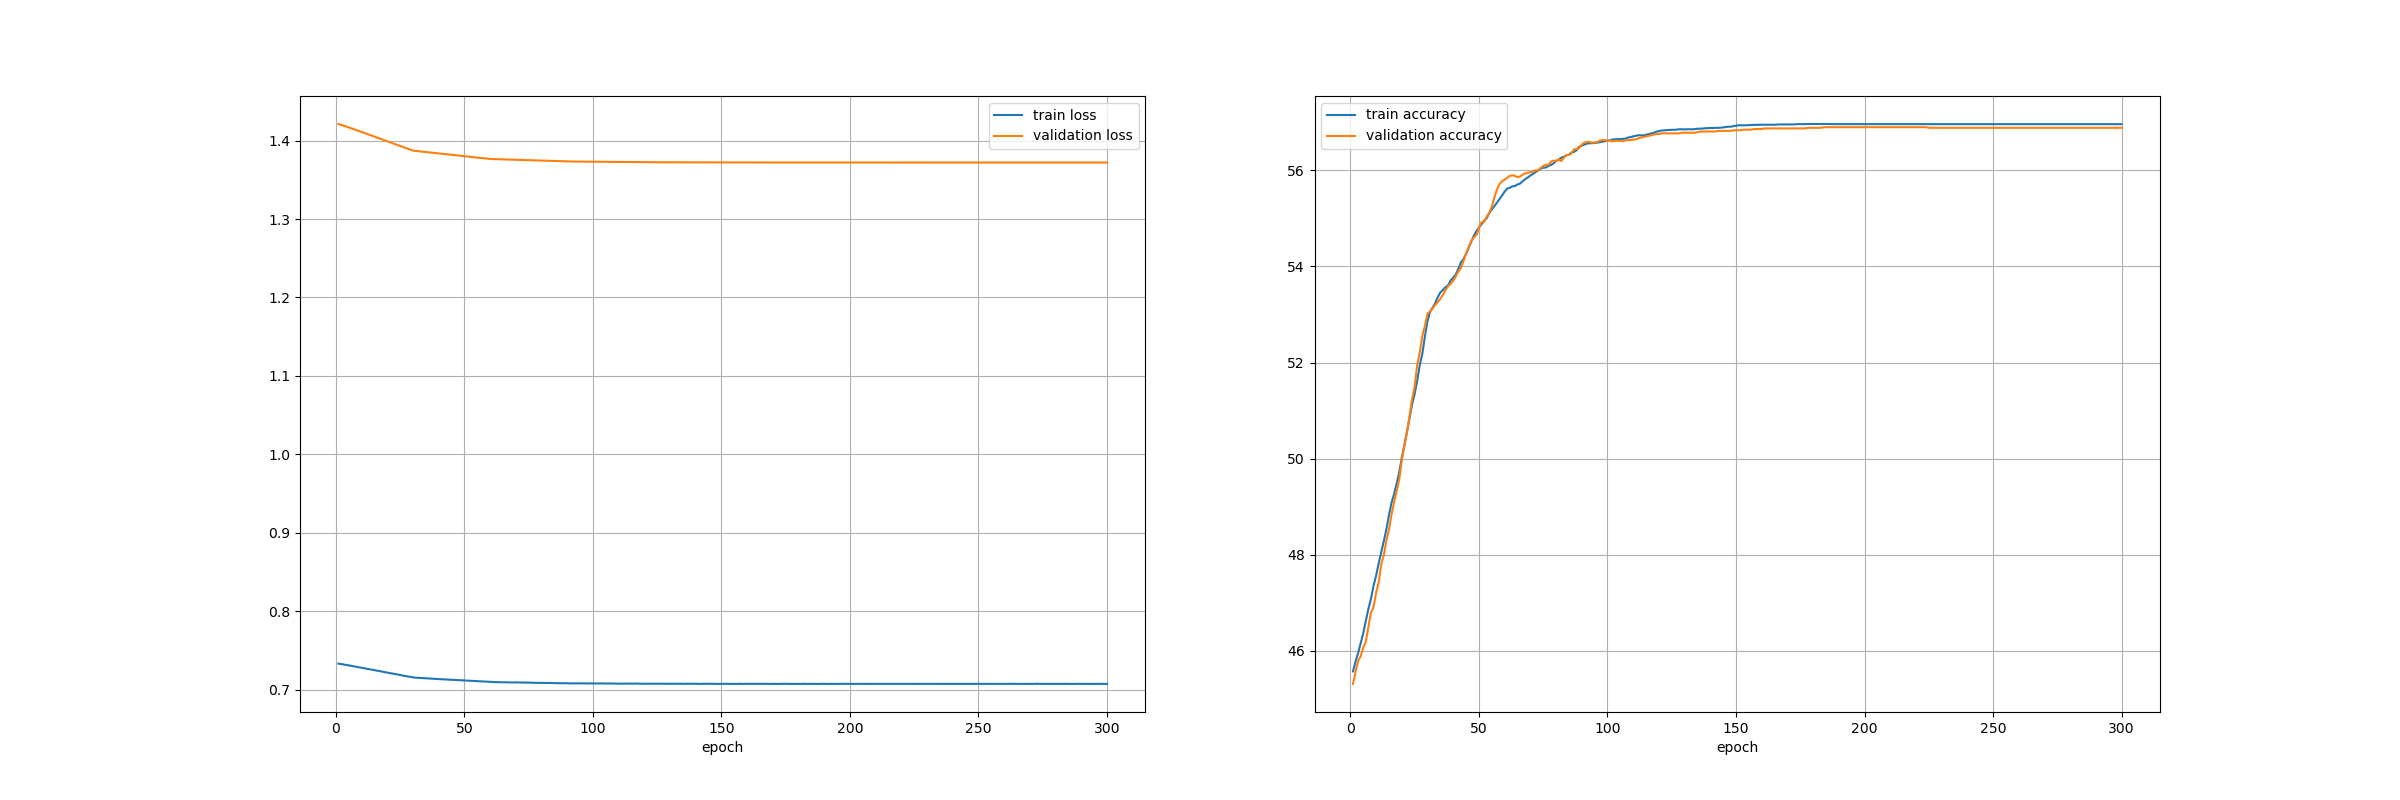 train loss
validation loss
1.4
1.3
1.2
1.1
1.0
0.9
0.8
0.7
0 50 100 150 200 250 300
epoch
train accuracy
validation accuracy
56
54
52
50
48
46
0 50 100 150 200 250 300
epoch